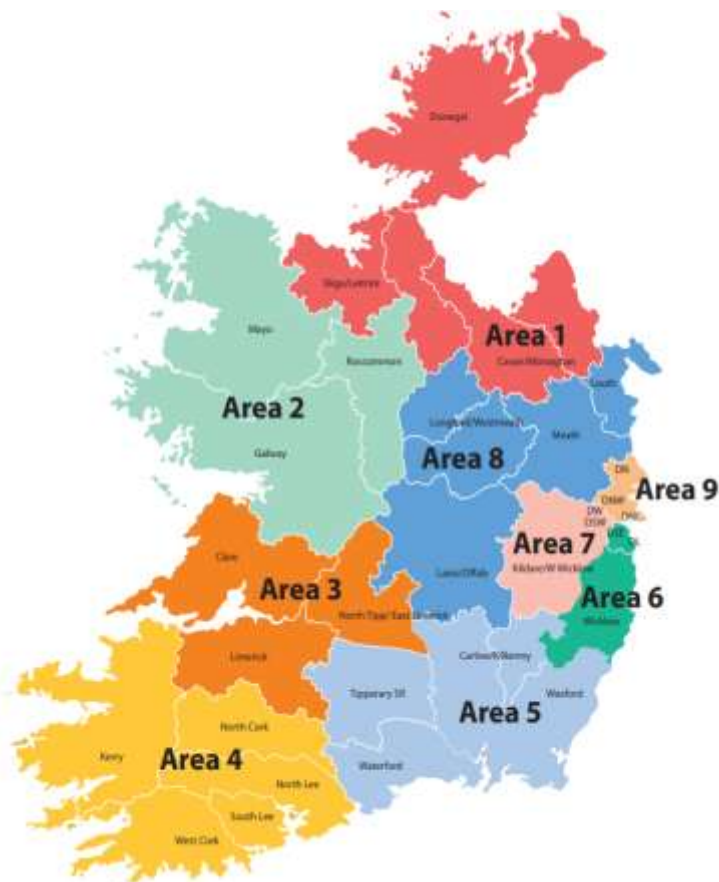 Donegal
Sligo/Leitrim
Area 1
Cavan/Monaghan
Mayo
Roscommon
Louth
Area 2
Longford/Westmeath
Meath
Galway
Area 8
DN
Area 9
DNW
DW
DNC
DSW
DSE
Area 7
DL
Clare
Kildare/W Wicklow
Laois/Offaly
Area 3
Area 6
North Tipp/ East Limerick
Wicklow
Limerick
Carlow/Kilkenny
Tipperary SR
Wexford
Area 5
North Cork
Kerry
Area 4
Waterford
North Lee
South Lee
West Cork